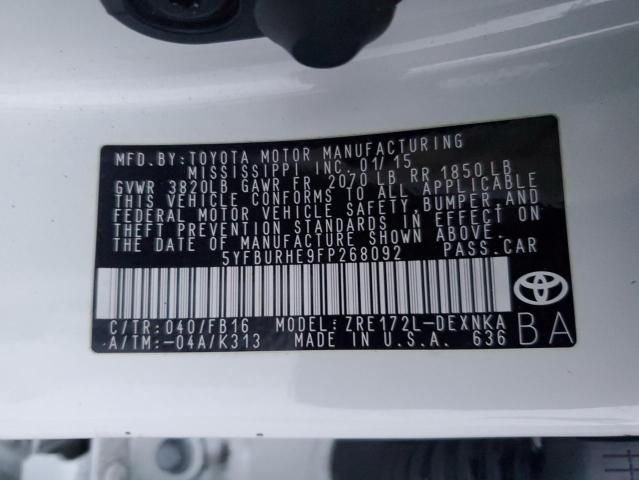 MFD. BY: TOYOTA MOTOR MANUFACTURING
MISSISSIPPI INC. 01/15
GVWR 3820LB GAWR FR 2070 LB RR 1850 LB
THIS VEHICLE CONFORMS TO ALL APPLICABLE
FEDERAL MOTOR VEHICLE SAFETY, BUMPER, AND
THEFT PREVENTION STANDARDS IN EFFECT ON
THE DATE OF MANUFACTURE SHOWN ABOVE.
5YFBURHE9FP268092 PASS.CAR
C/TR: 040/FB16 MODEL: ZRE172L-DEXNKA
A/TM:-04A/K313 MADE IN U.S.A. 636
BA